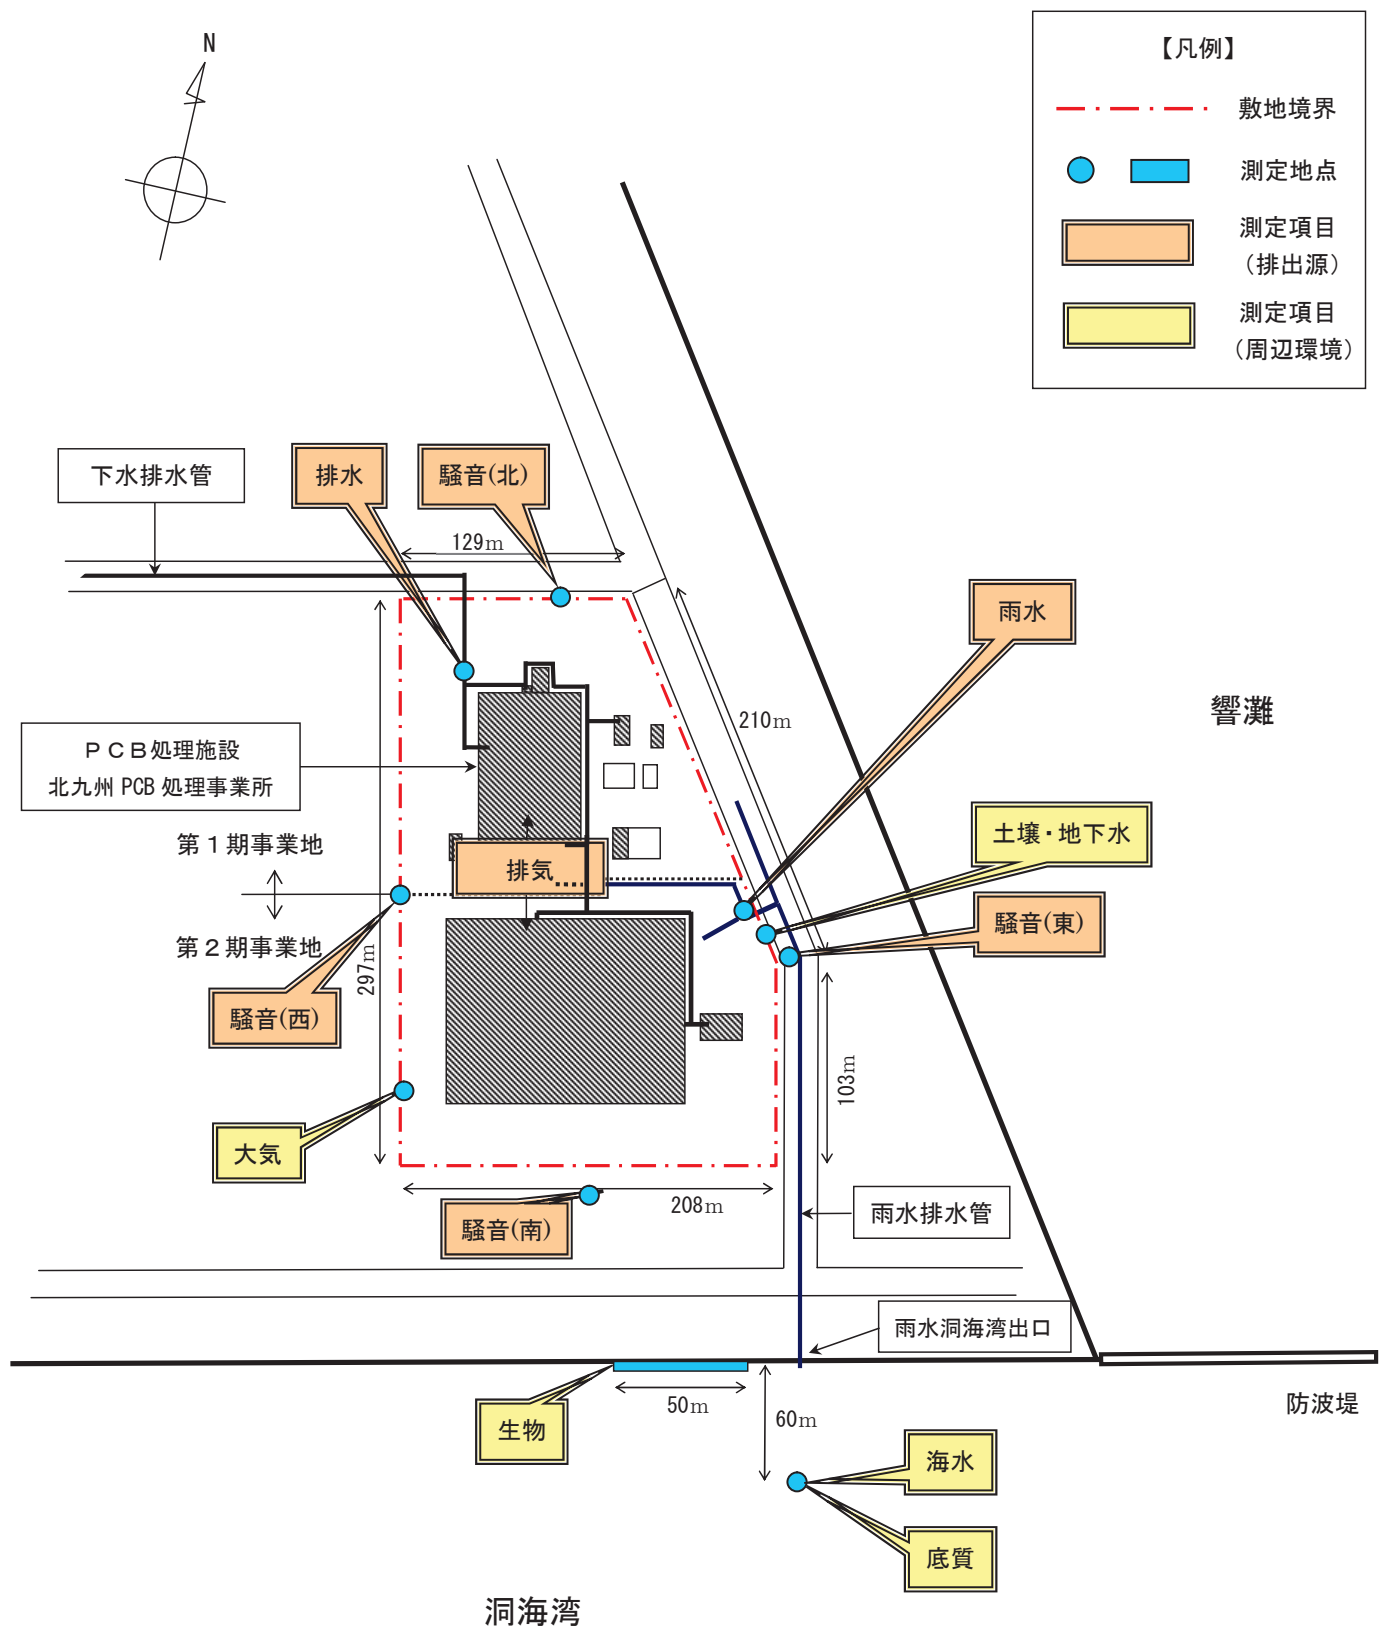 N
【凡例】
敷地境界
測定地点
測定項目
（排出源）
測定項目
（周辺環境）
下水排水管
排水
騒音(北)
129m
雨水
210m
響灘
ＰＣＢ処理施設
北九州 PCB 処理事業所
第１期事業地
排気
土壌・地下水
騒音(東)
第２期事業地
297m
騒音(西)
103m
大気
208m
騒音(南)
雨水排水管
雨水洞海湾出口
50m
60m
防波堤
生物
海水
底質
洞海湾